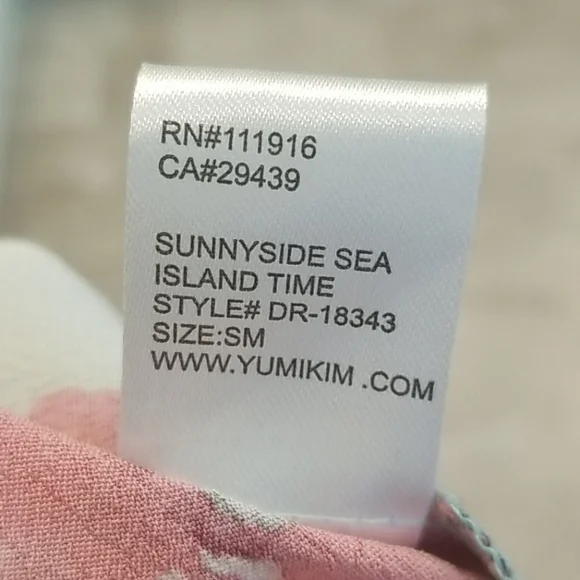 RN#111916
CA#29439
SUNNYSIDE SEA
ISLAND TIME
STYLE# DR-18343
SIZE:SM
WWW.YUMIKIM .COM